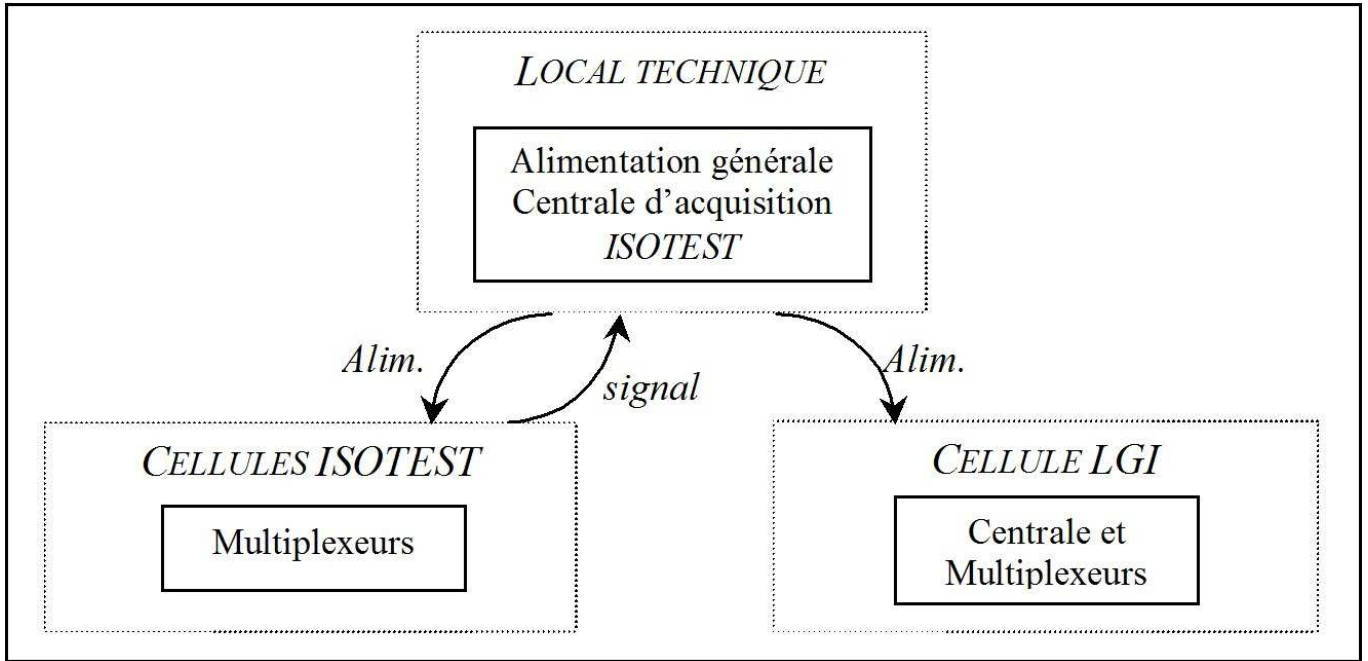 LOCAL TECHNIQUE
Alimentation générale
Centrale d'acquisition
ISOTEST
Alim.
signal
Alim.
CELLULES ISOTEST
Multiplexeurs
CELLULE LGI
Centrale et
Multiplexeurs